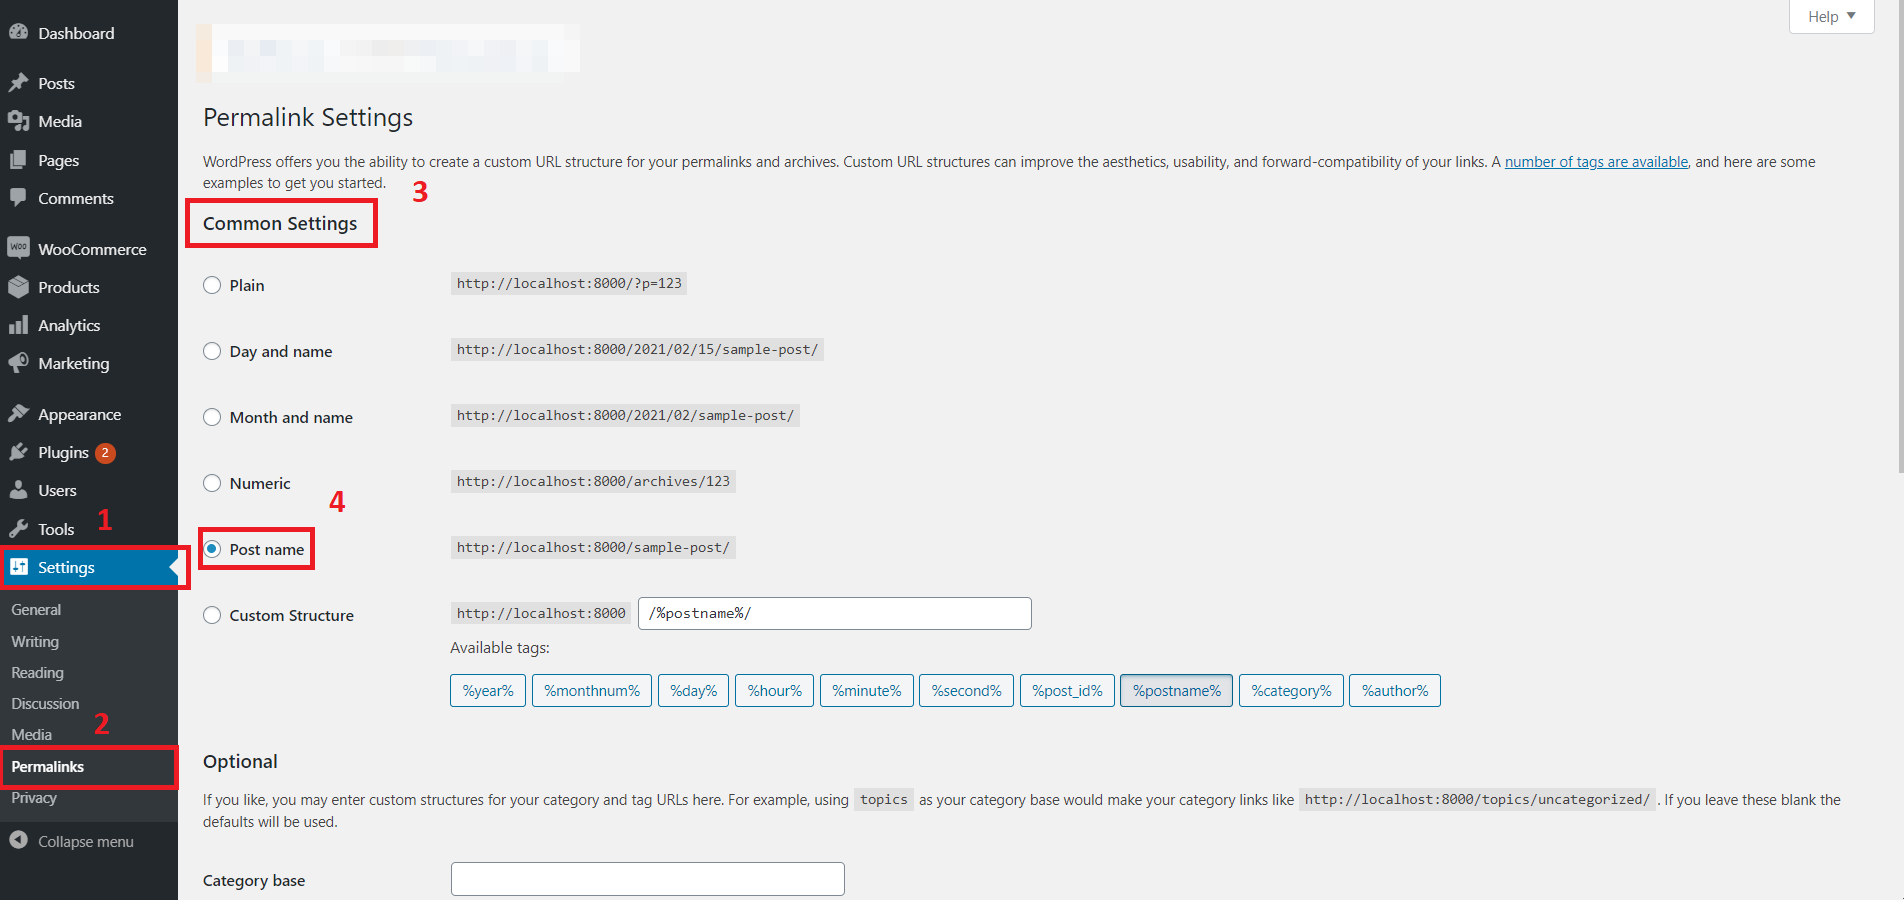 Help
Dashboard
Posts
Media
Pages
Comments
WooCommerce
Products
Analytics
Marketing
Appearance
Plugins 2
Users
Tools
1
Settings
General
Writing
Reading
Discussion
2
Media
Permalinks
Privacy
Collapse menu
Permalink Settings
WordPress offers you the ability to create a custom URL structure for your permalinks and archives. Custom URL structures can improve the aesthetics, usability, and forward-compatibility of your links. A number of tags are available, and here are some
examples to get you started.
3
Common Settings
Plain http://localhost:8000/?p=123
Day and name http://localhost:8000/2021/02/15/sample-post/
Month and name http://localhost:8000/2021/02/sample-post/
Numeric http://localhost:8000/archives/123
4
Post name http://localhost:8000/sample-post/
Custom Structure http://localhost:8000 /%postname%/
Available tags:
%year% %monthnum% %day% %hour% %minute% %second% %post_id% %postname% %category% %author%
Optional
If you like, you may enter custom structures for your category and tag URLs here. For example, using topics as your category base would make your category links like http://localhost:8000/topics/uncategorized/ . If you leave these blank the
defaults will be used.
Category base